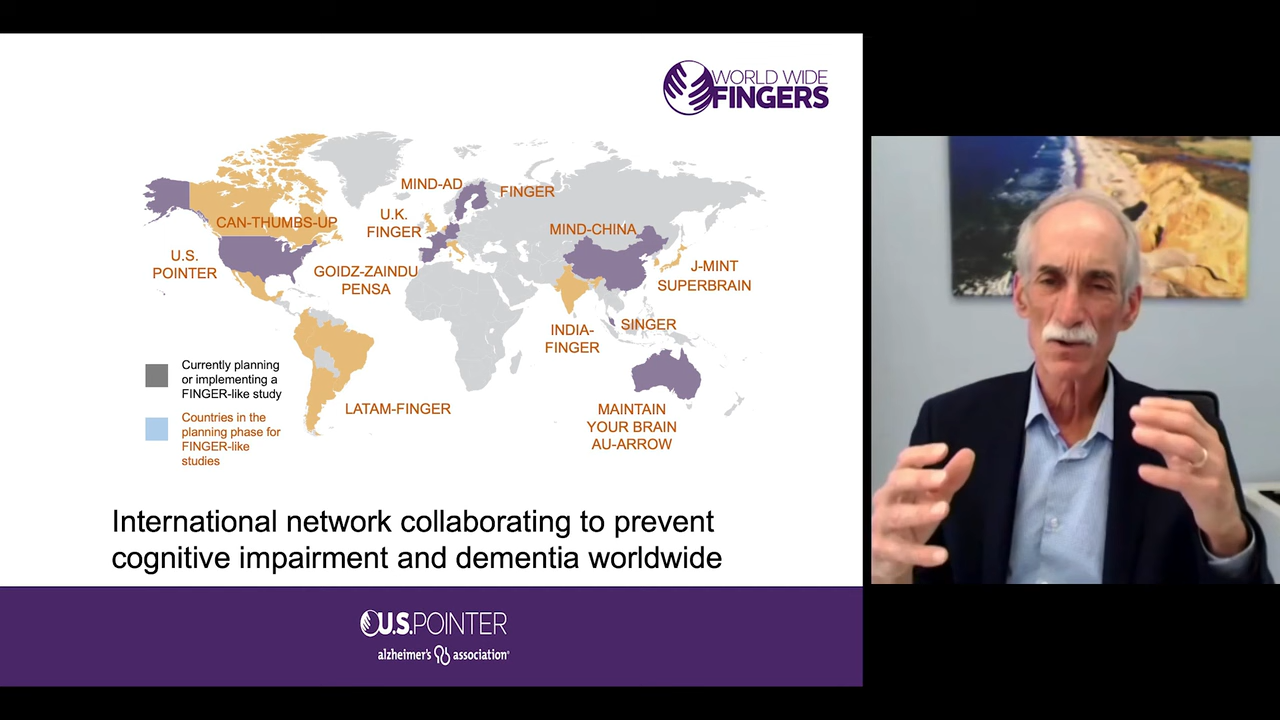 WORLD WIDE
FINGERS
MIND-AD
FINGER
U.K.
FINGER
CAN-THUMBS-UP
MIND-CHINA
U.S.
POINTER
GOIDZ-ZAINDU
PENSA
J-MINT
SUPERBRAIN
INDIA-
FINGER
SINGER
LATAM-FINGER
MAINTAIN
YOUR BRAIN
AU-ARROW
Currently planning
or implementing a
FINGER-like study
Countries in the
planning phase for
FINGER-like
studies
International network collaborating to prevent
cognitive impairment and dementia worldwide
U.S.POINTER
alzheimer's association®